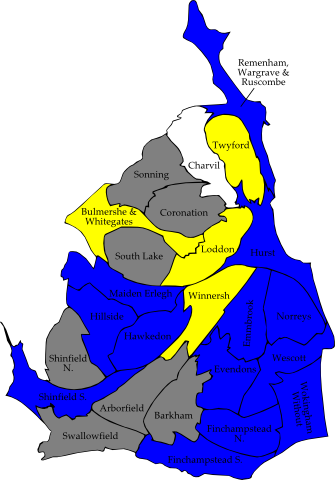 Remenham,
Wargrave &
Ruscombe
Twyford
Charvil
Sonning
Bulmershe &
Whitegates
Coronation
Loddon
South Lake
Hurst
Maiden Erlegh
Winnersh
Hillside
Hawkedon
Emmbrook
Norreys
Shinfield
N.
Evendons
Wescott
Shinfield S.
Wokingham
Without
Arborfield
Barkham
Swallowfield
Finchampstead
N.
Finchampstead S.